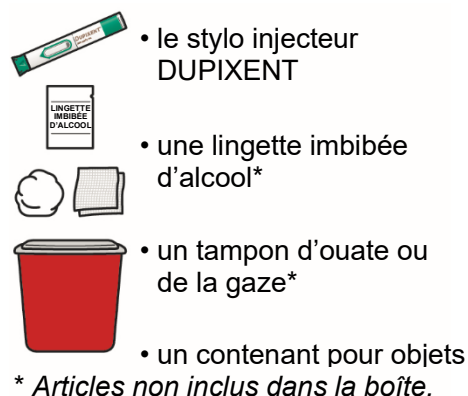 DUPIXENT
• le stylo injecteur
DUPIXENT
LINGETTE
IMBIBÉE
D'ALCOOL
• une lingette imbibée
d'alcool*
• un tampon d'ouate ou
de la gaze*
• un contenant pour objets
* Articles non inclus dans la boîte.